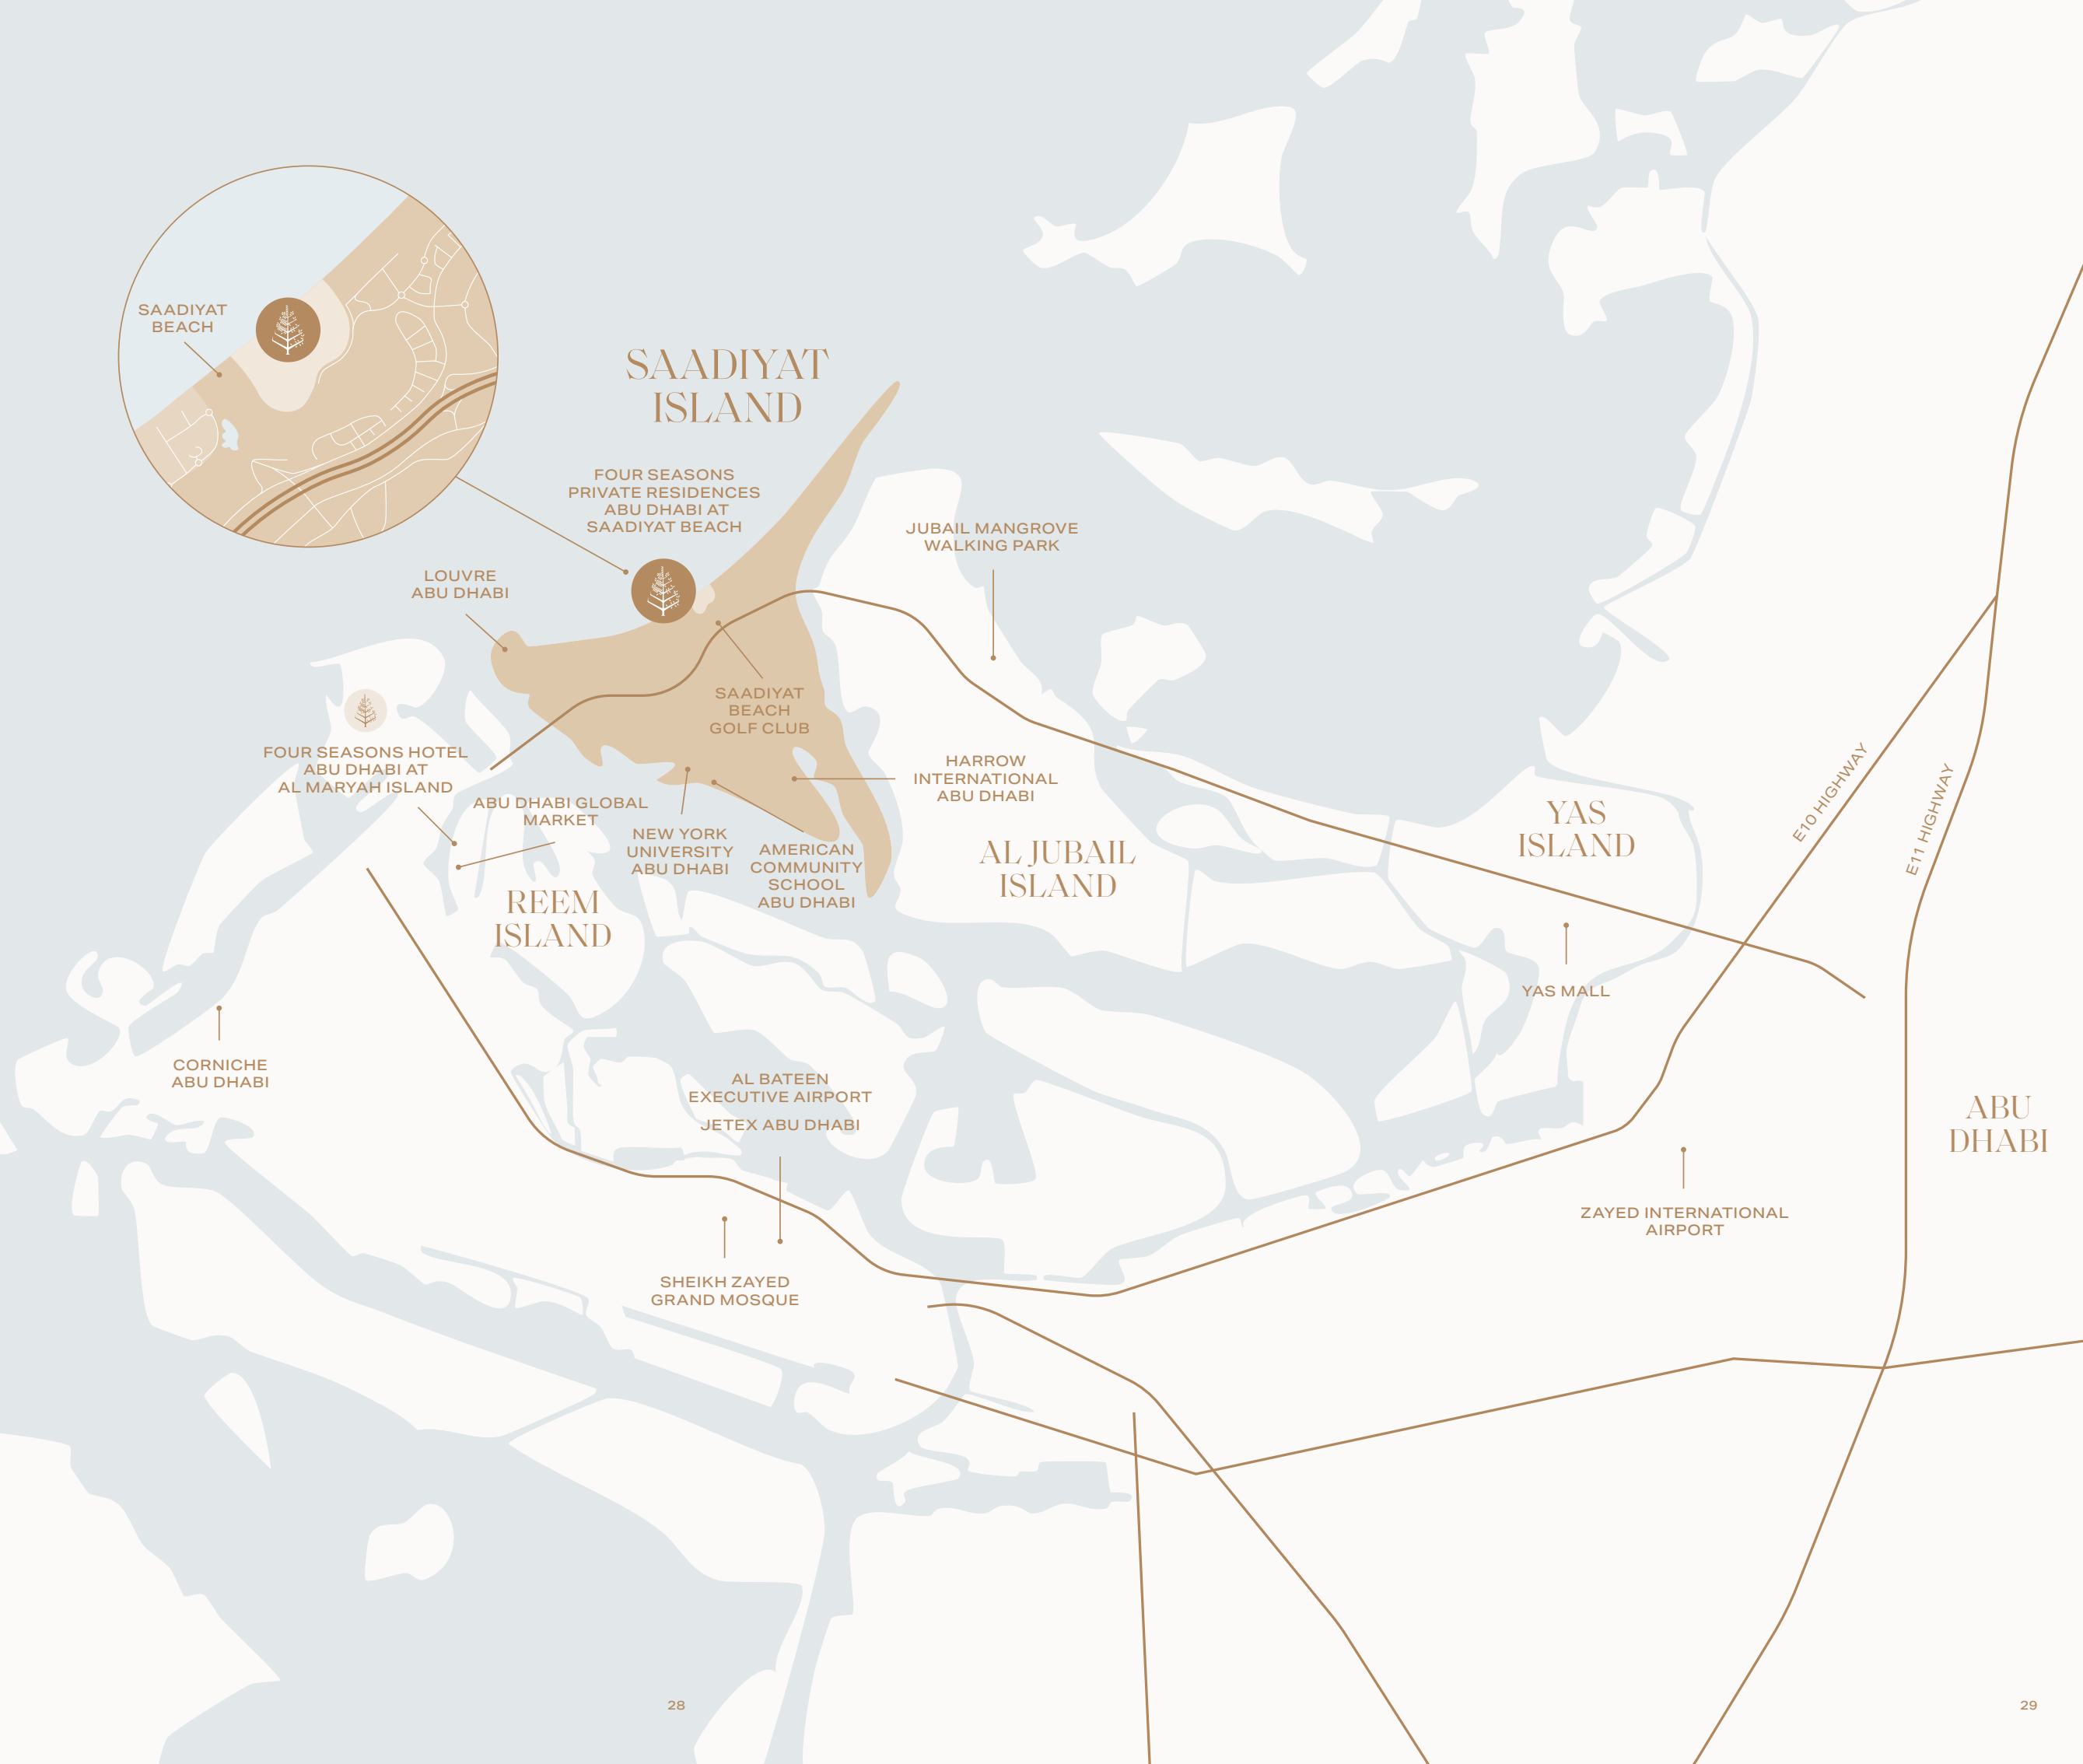 SAADIYAT
BEACH
SAADIYAT
ISLAND
FOUR SEASONS
PRIVATE RESIDENCES
ABU DHABI AT
SAADIYAT BEACH
JUBAIL MANGROVE
WALKING PARK
LOUVRE
ABU DHABI
SAADIYAT
BEACH
GOLF CLUB
FOUR SEASONS HOTEL
ABU DHABI AT
AL MARYAH ISLAND
HARROW
INTERNATIONAL
ABU DHABI
ABU DHABI GLOBAL
MARKET
NEW YORK
UNIVERSITY
ABU DHABI
AMERICAN
COMMUNITY
SCHOOL
ABU DHABI
AL JUBAIL
ISLAND
YAS
ISLAND
E10 HIGHWAY
E11 HIGHWAY
REEM
ISLAND
YAS MALL
CORNICHE
ABU DHABI
AL BATEEN
EXECUTIVE AIRPORT
JETEX ABU DHABI
ABU
DHABI
ZAYED INTERNATIONAL
AIRPORT
SHEIKH ZAYED
GRAND MOSQUE
28
29